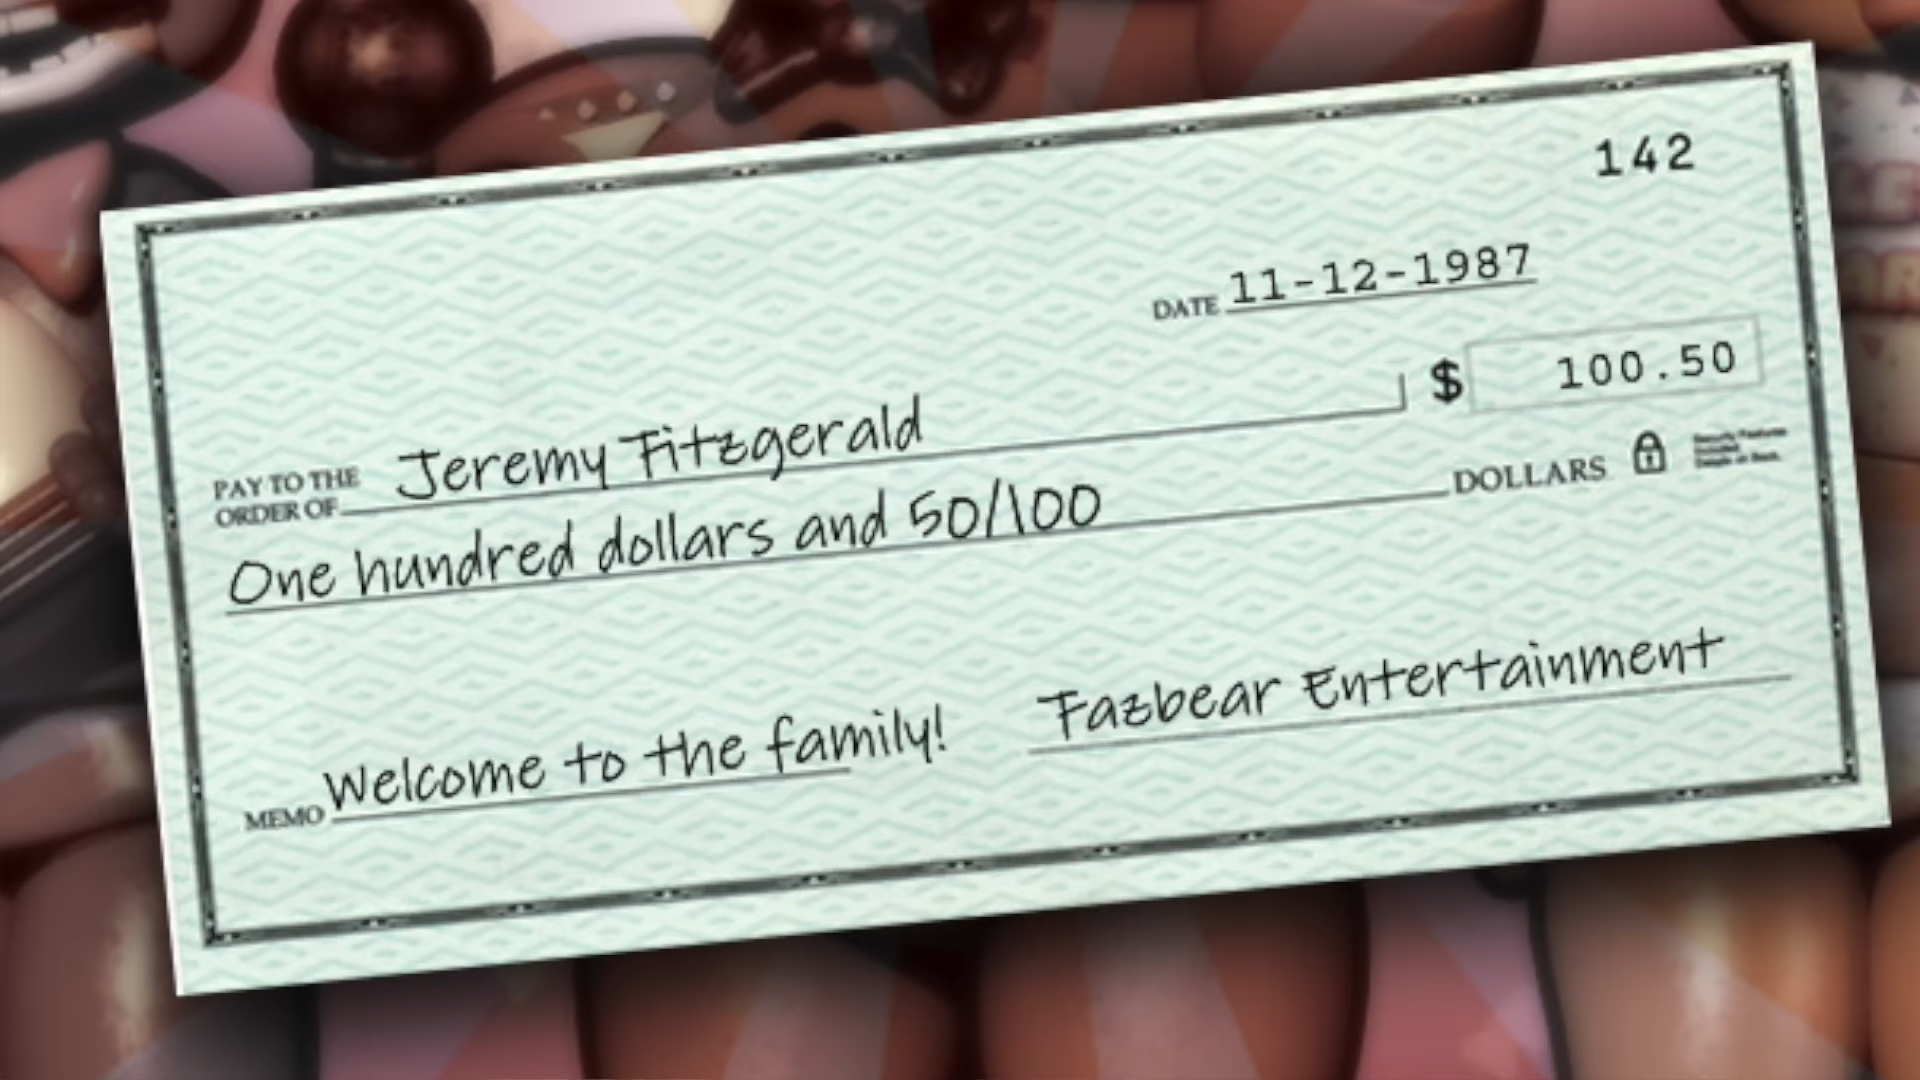 142
DATE 11-12-1987
PAY TO THE ORDER OF Jeremy Fitzgerald $ 100.50
One hundred dollars and 50/100 DOLLARS
MEMO Welcome to the family! Fazbear Entertainment